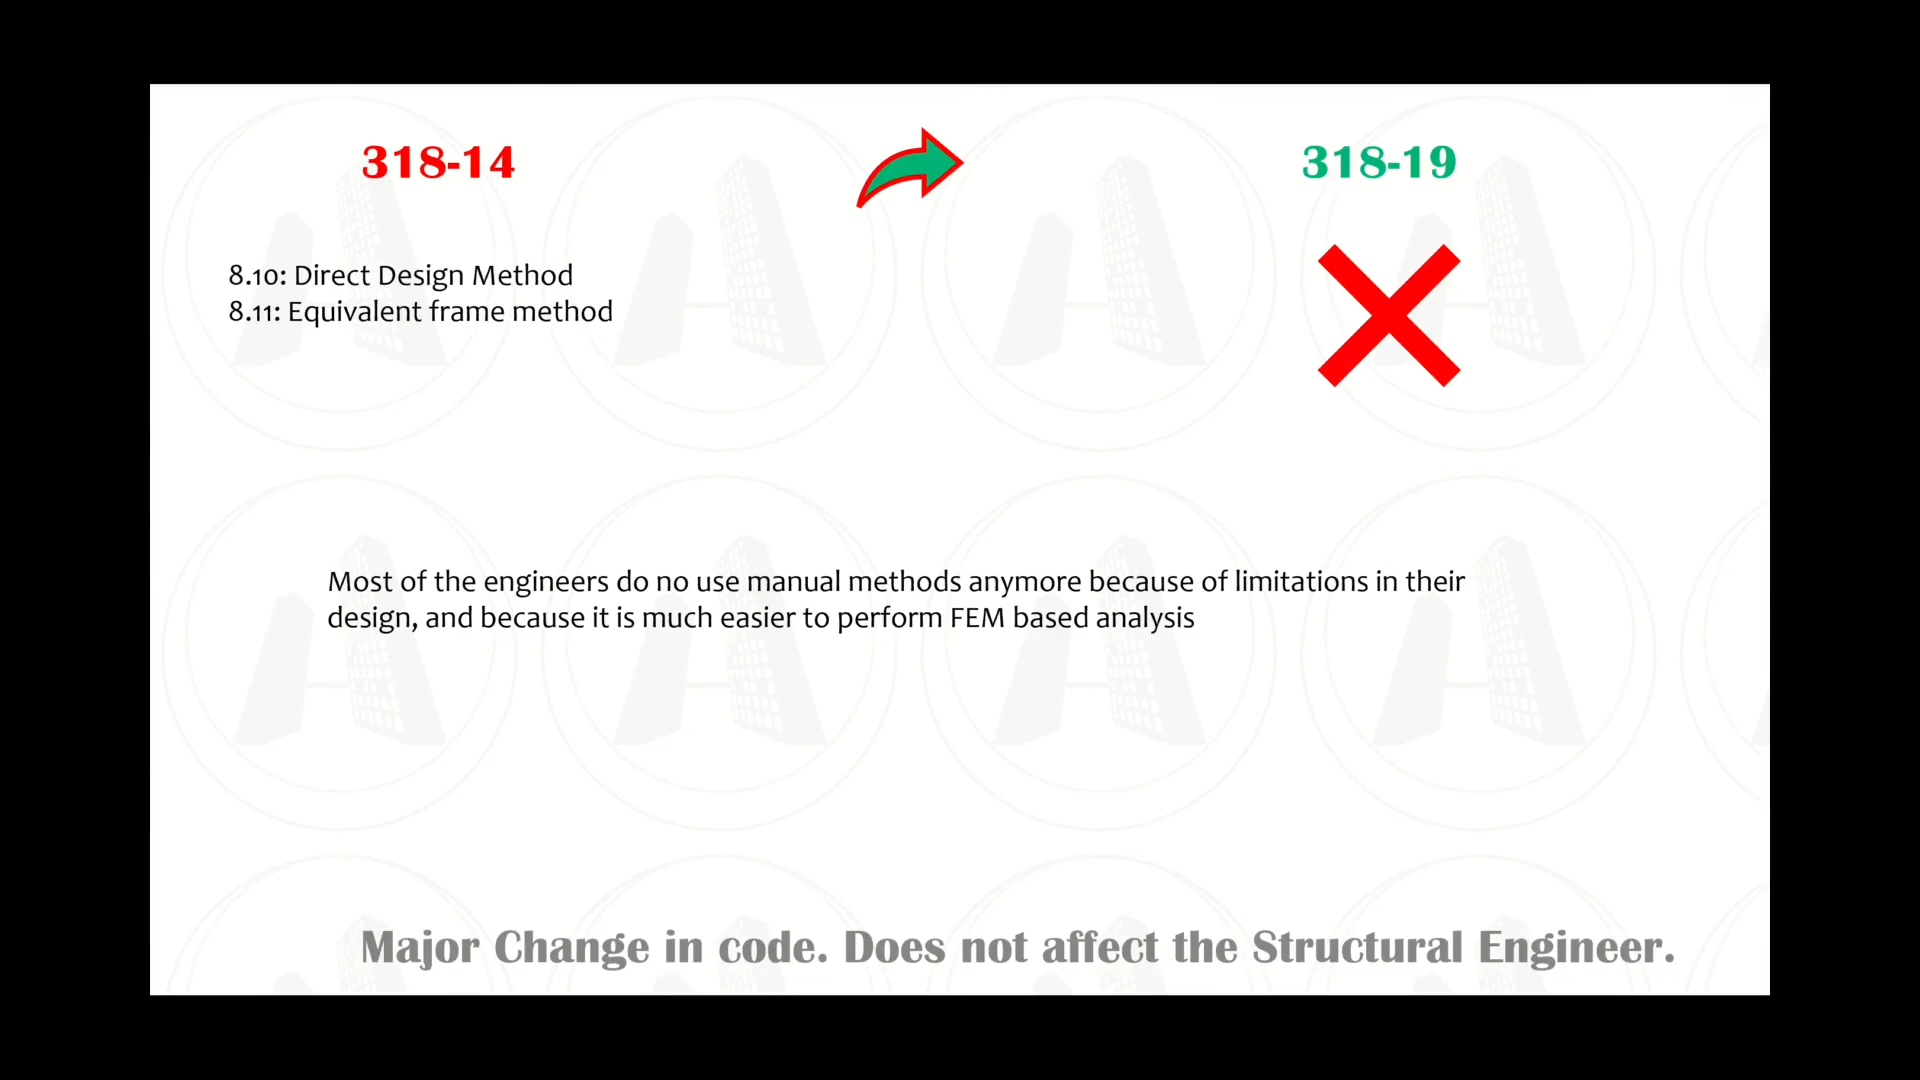 318-14
318-19
8.10: Direct Design Method
8.11: Equivalent frame method
Most of the engineers do no use manual methods anymore because of limitations in their
design, and because it is much easier to perform FEM based analysis
Major Change in code. Does not affect the Structural Engineer.